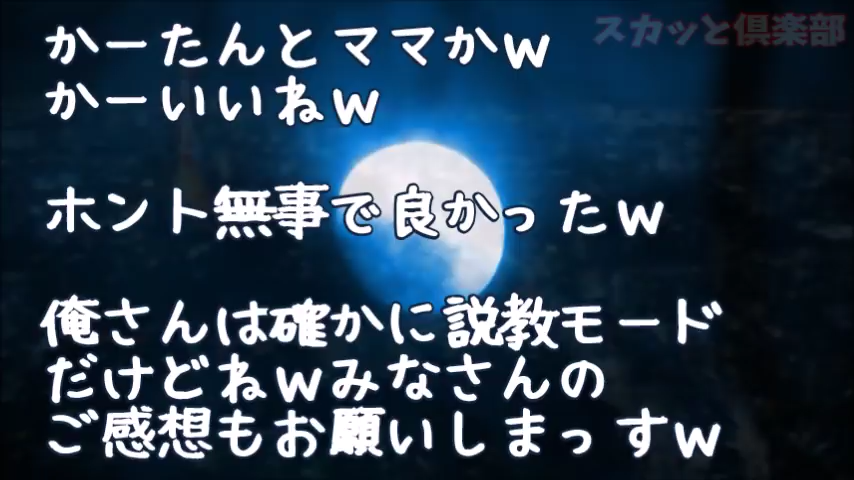 スカッと倶楽部
かーたんとママかw
かーいいねw
ホント無事で良かったw
俺さんは確かに説教モード
だけどねwみなさんの
ご感想もお願いしまっすw